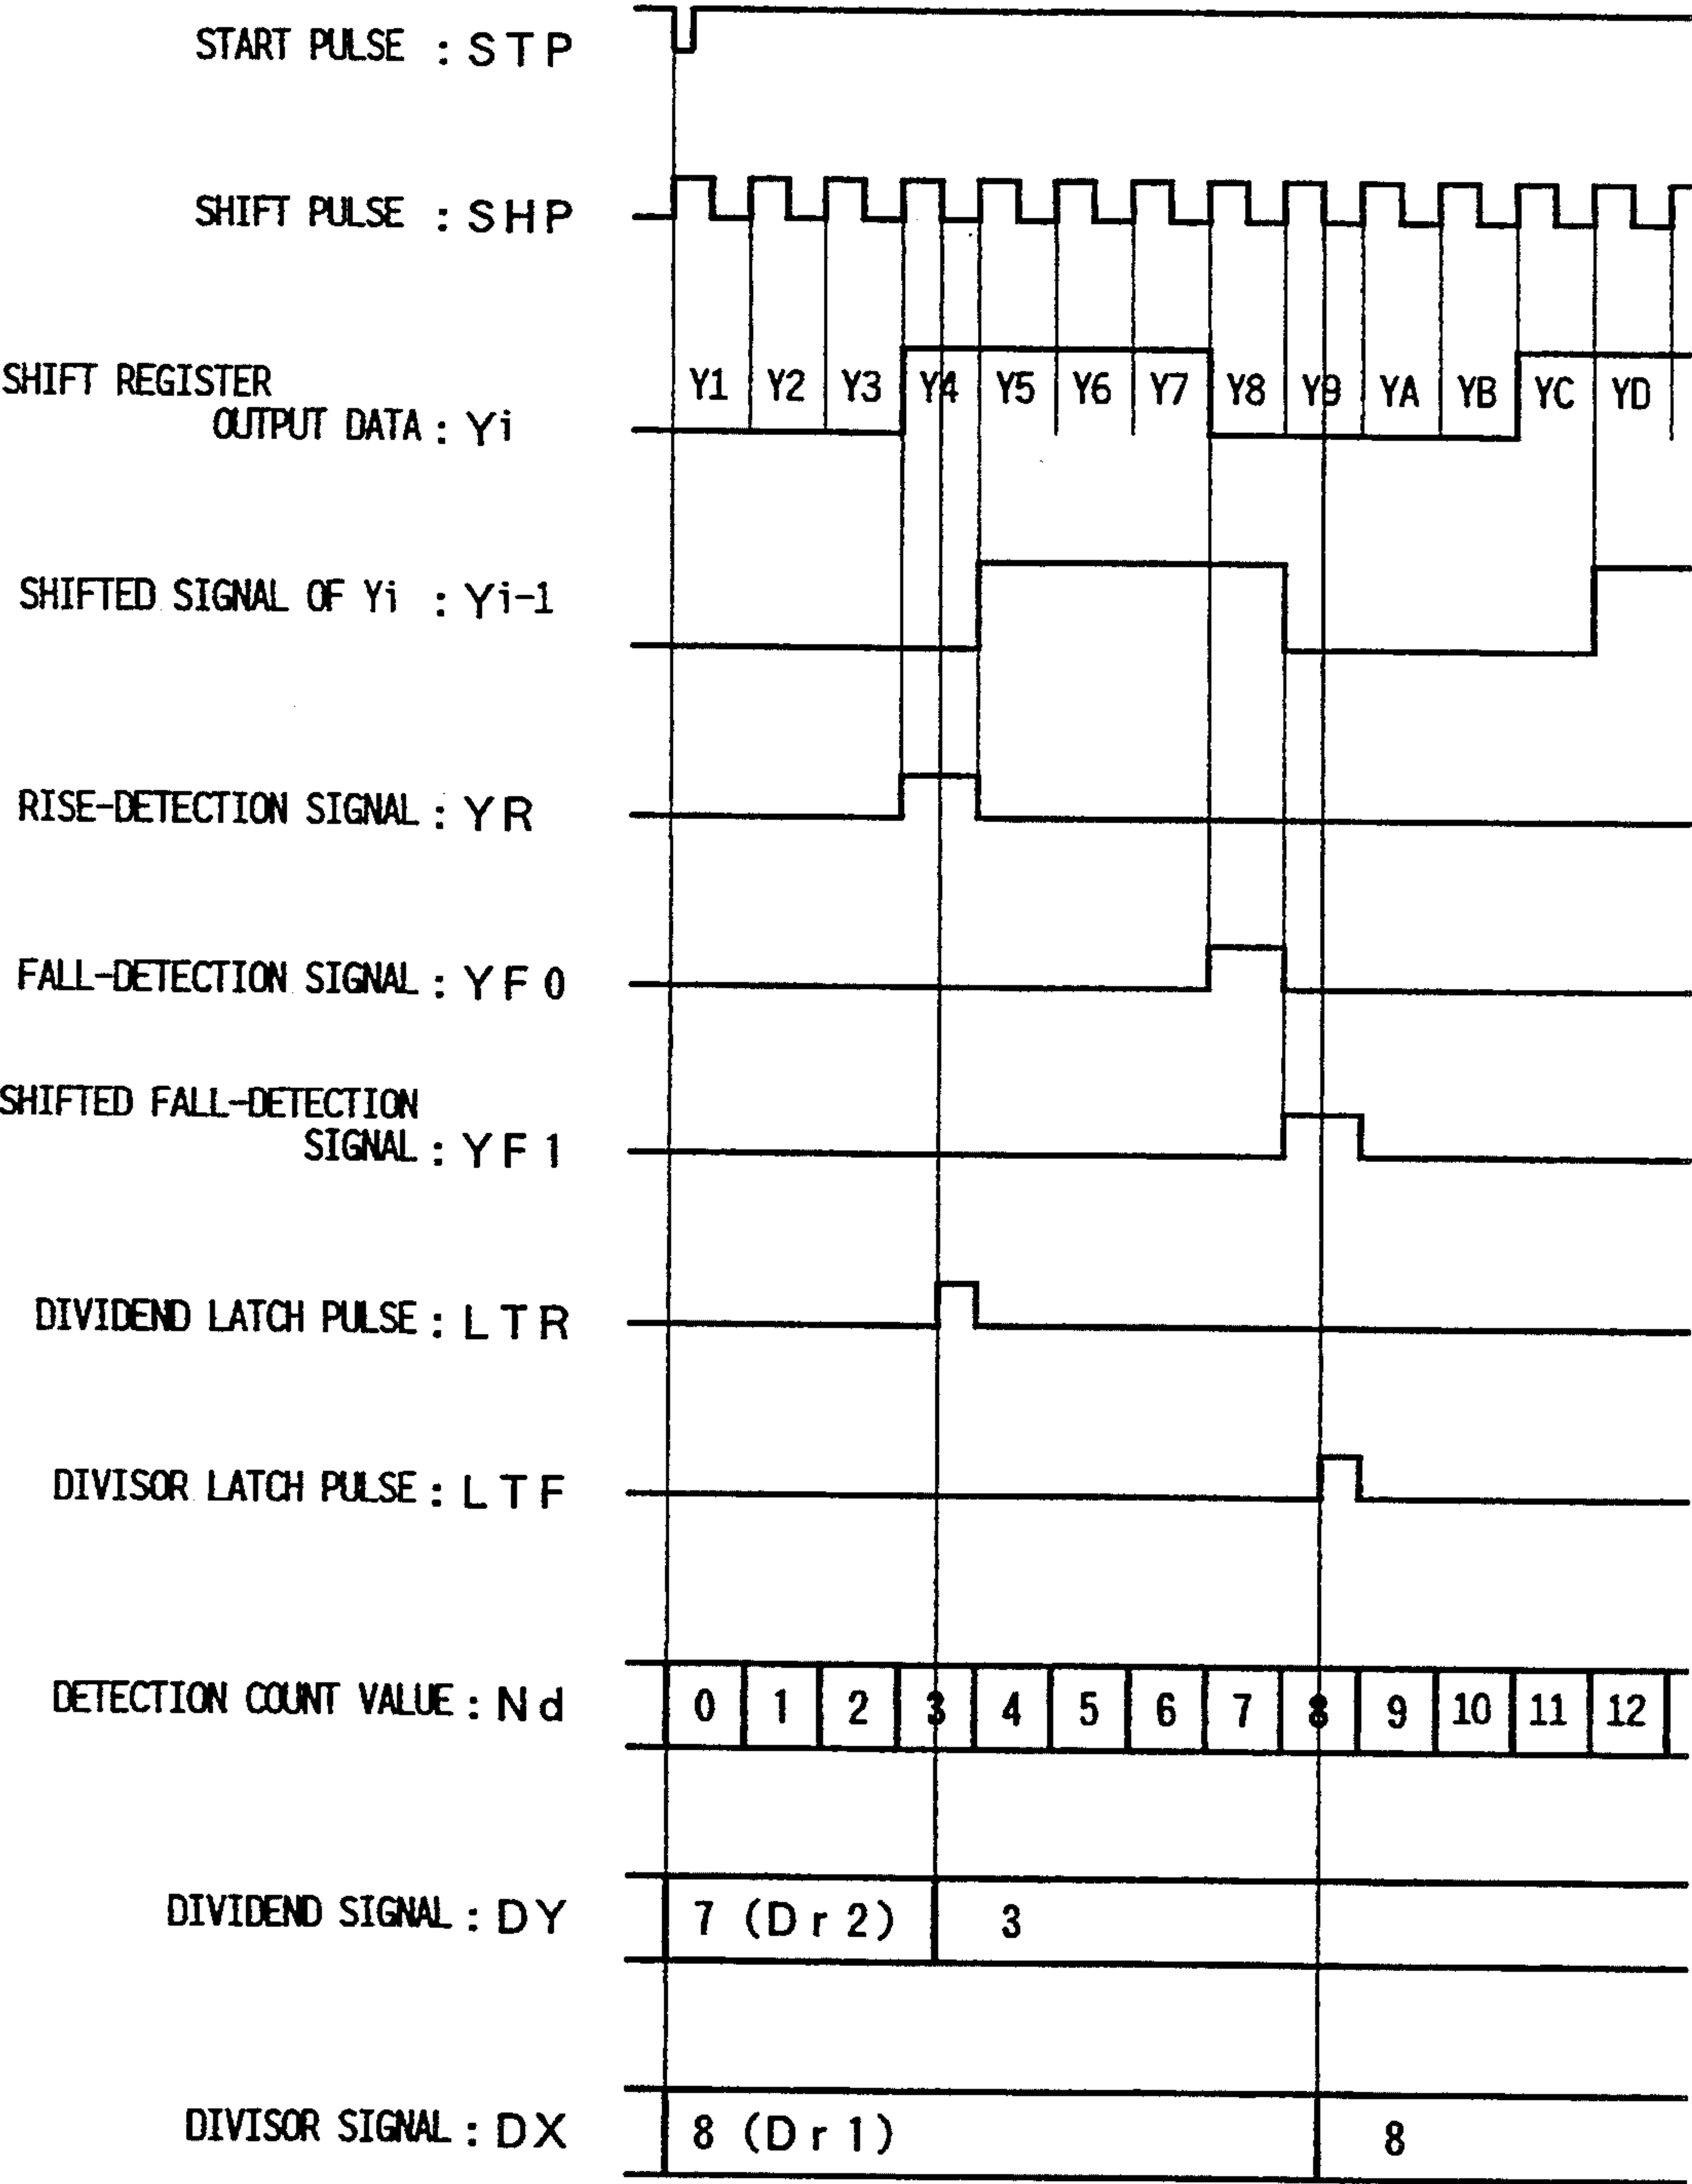 START PULSE : STP
SHIFT PULSE : SHP
SHIFT REGISTER
OUTPUT DATA : Yi
Y1 Y2 Y3 Y4 Y5 Y6 Y7 Y8 Y9 YA YB YC YD
SHIFTED SIGNAL OF Yi : Yi-1
RISE-DETECTION SIGNAL : YR
FALL-DETECTION SIGNAL : YF0
SHIFTED FALL-DETECTION
SIGNAL : YF1
DIVIDEND LATCH PULSE : LTR
DIVISOR LATCH PULSE : LTF
DETECTION COUNT VALUE : Nd 0 1 2 3 4 5 6 7 8 9 10 11 12
DIVIDEND SIGNAL : DY 7 (Dr2) 3
DIVISOR SIGNAL : DX 8 (Dr1) 8